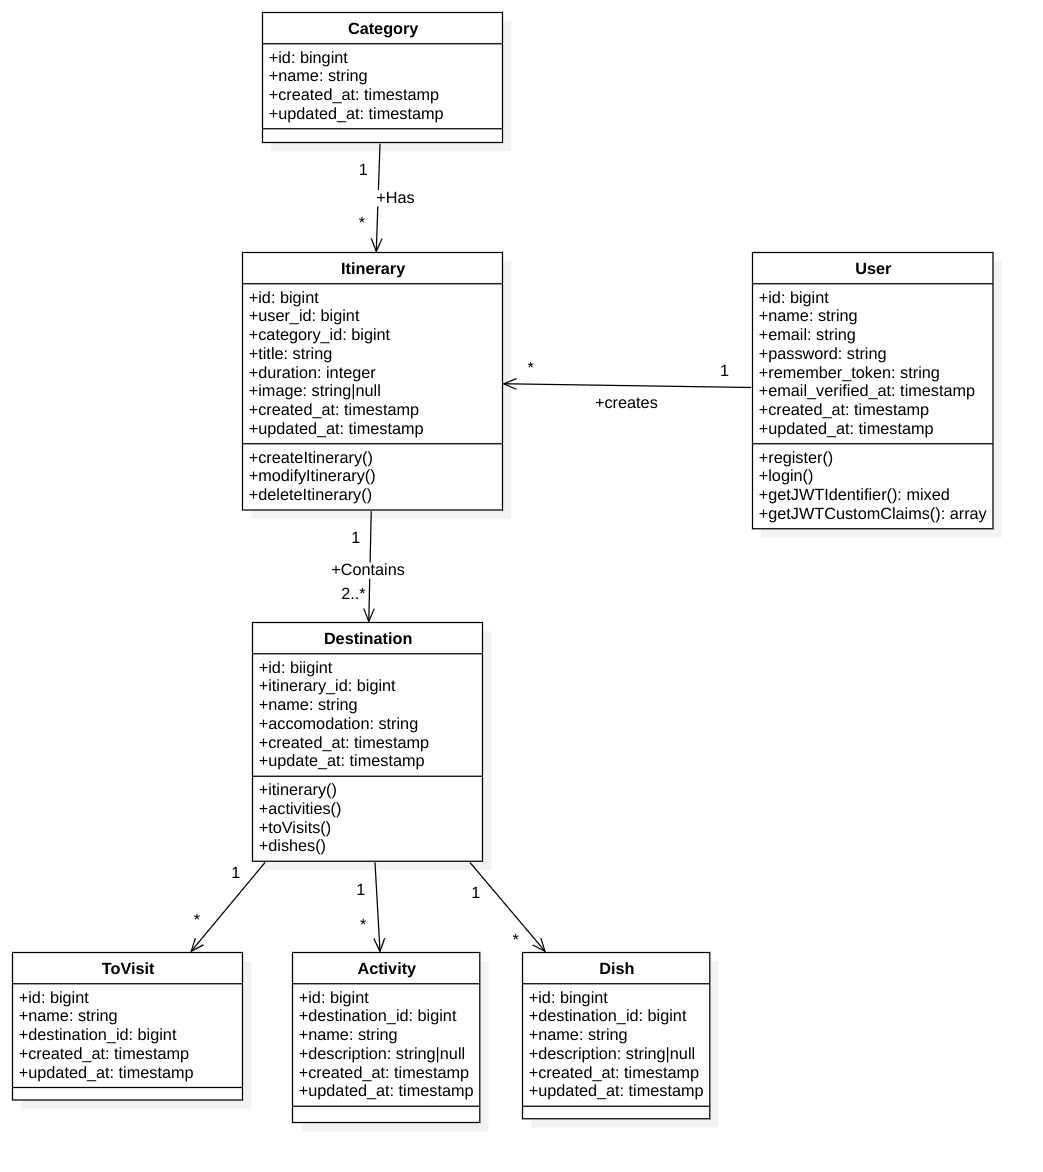 Category
+id: bingint
+name: string
+created_at: timestamp
+updated_at: timestamp
1
+Has
*
Itinerary
+id: bigint
+user_id: bigint
+category_id: bigint
+title: string
+duration: integer
+image: string|null
+created_at: timestamp
+updated_at: timestamp
+createItinerary()
+modifyItinerary()
+deleteItinerary()
*
1
+creates
User
+id: bigint
+name: string
+email: string
+password: string
+remember_token: string
+email_verified_at: timestamp
+created_at: timestamp
+updated_at: timestamp
+register()
+login()
+getJWTIdentifier(): mixed
+getJWTCustomClaims(): array
1
+Contains
2..*
Destination
+id: biigint
+itinerary_id: bigint
+name: string
+accomodation: string
+created_at: timestamp
+update_at: timestamp
+itinerary()
+activities()
+toVisits()
+dishes()
1
*
1
*
1
*
ToVisit
+id: bigint
+name: string
+destination_id: bigint
+created_at: timestamp
+updated_at: timestamp
Activity
+id: bigint
+destination_id: bigint
+name: string
+description: string|null
+created_at: timestamp
+updated_at: timestamp
Dish
+id: bingint
+destination_id: bigint
+name: string
+description: string|null
+created_at: timestamp
+updated_at: timestamp